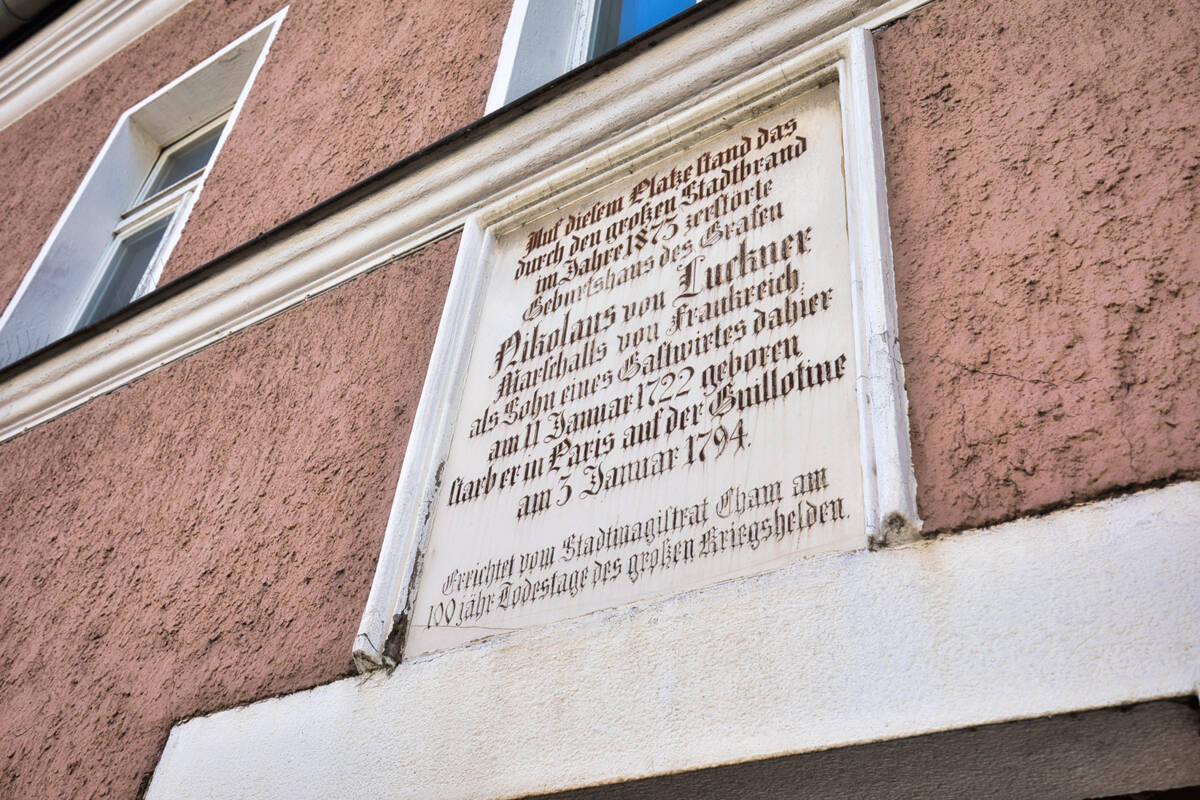 Auf diesem Platze stand das
durch den großen Stadtbrand
im Jahre 1873 zerstörte
Geburtshaus des Grafen
Nikolaus von Luckner
Marschalls von Frankreich,
als Sohn eines Gastwirtes dahier
am 11 Januar 1722 geboren
starb er in Paris auf der Guillotine
am 3 Januar 1794.
Errichtet vom Stadtmagistrat Cham am
100 jähr Todestage des großen Kriegshelden.